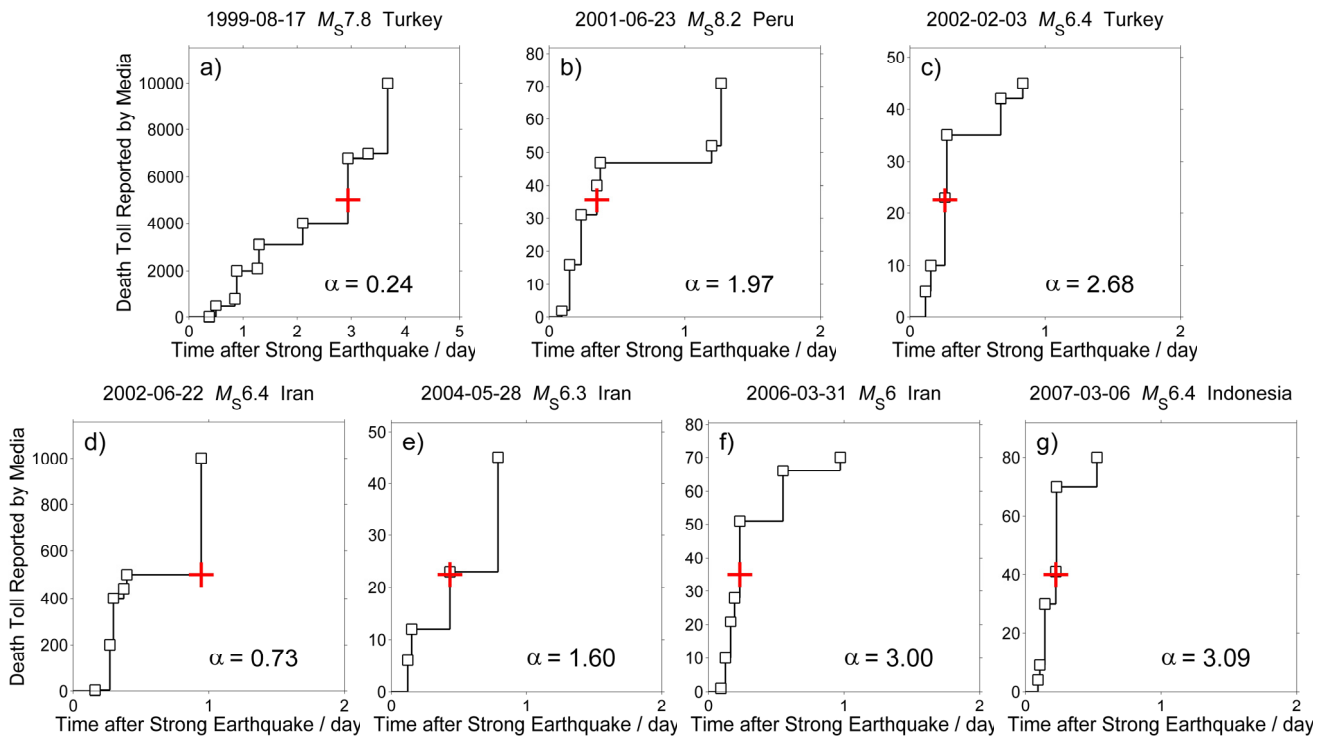 1999-08-17 MS7.8 Turkey
2001-06-23 MS8.2 Peru
2002-02-03 MS6.4 Turkey
Death Toll Reported by Media
a)
10000
8000
6000
4000
2000
0
α = 0.24
0 1 2 3 4 5
Time after Strong Earthquake / day
b)
80
70
60
50
40
30
20
10
0
α = 1.97
0 1 2
Time after Strong Earthquake / day
c)
50
40
30
20
10
0
α = 2.68
0 1 2
Time after Strong Earthquake / day
2002-06-22 MS6.4 Iran
2004-05-28 MS6.3 Iran
2006-03-31 MS6 Iran
2007-03-06 MS6.4 Indonesia
Death Toll Reported by Media
d)
1000
800
600
400
200
0
α = 0.73
0 1 2
Time after Strong Earthquake / day
e)
50
40
30
20
10
0
α = 1.60
0 1 2
Time after Strong Earthquake / day
f)
80
70
60
50
40
30
20
10
0
α = 3.00
0 1 2
Time after Strong Earthquake / day
g)
80
60
40
20
0
α = 3.09
0 1 2
Time after Strong Earthquake / day